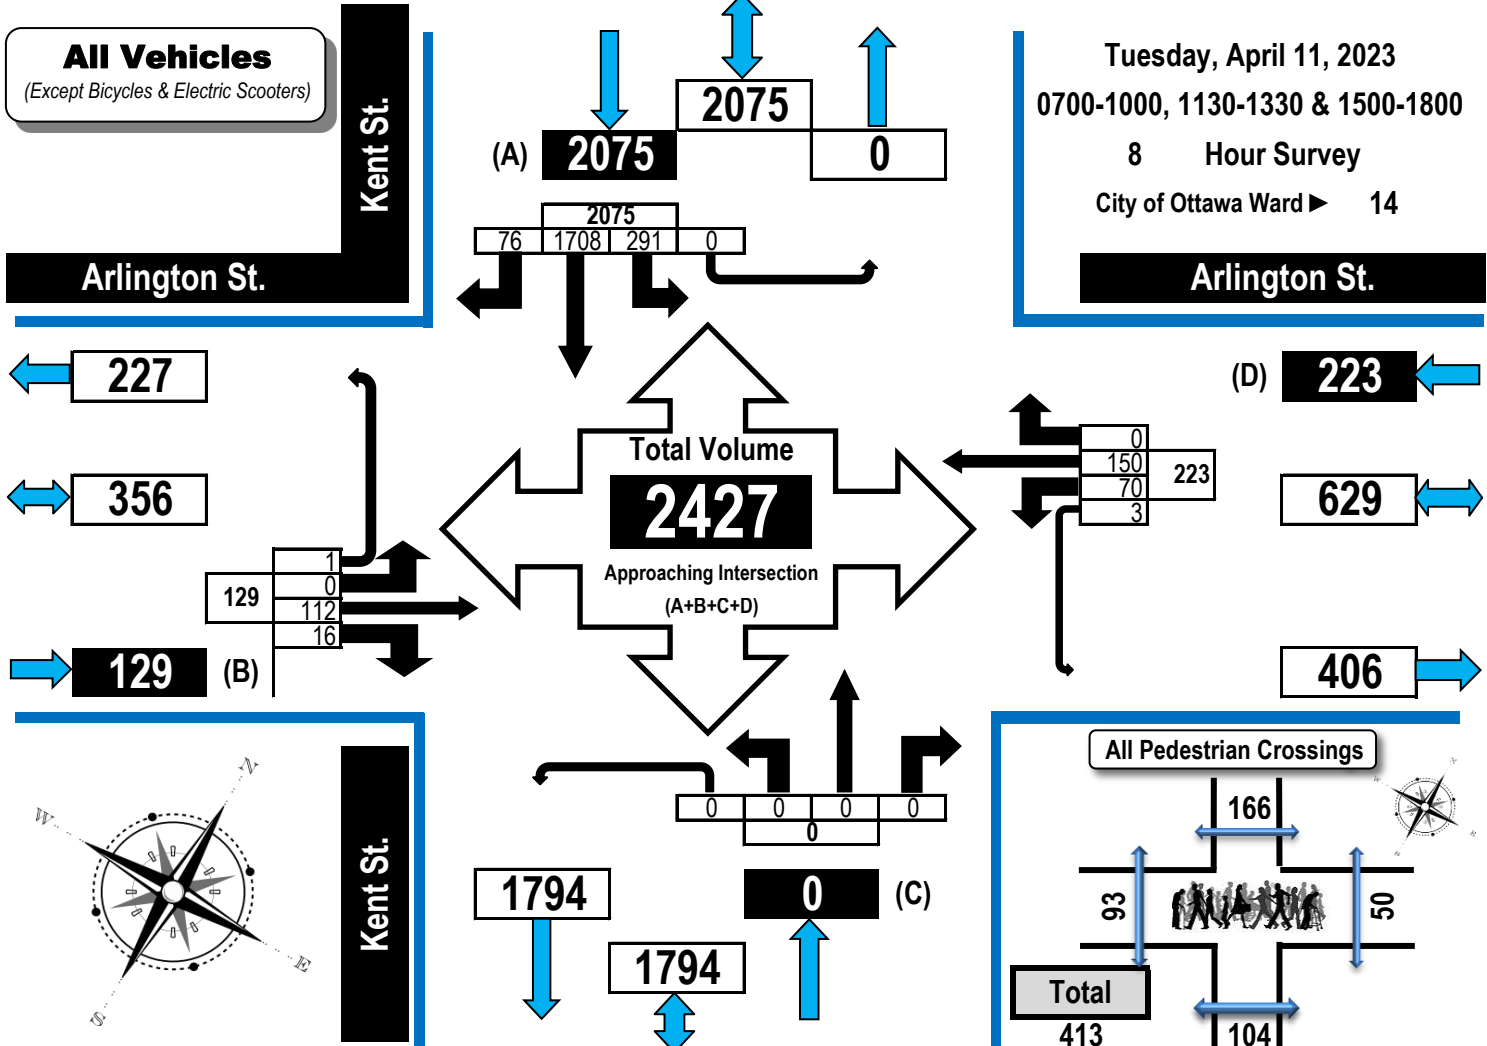 All Vehicles
(Except Bicycles & Electric Scooters)
Kent St.
Arlington St.
2075
(A) 2075
0
2075
76 1708 291 0
Tuesday, April 11, 2023
0700-1000, 1130-1330 & 1500-1800
8 Hour Survey
City of Ottawa Ward ► 14
Arlington St.
227
356
1
0
112
16
129
129 (B)
Total Volume
2427
Approaching Intersection
(A+B+C+D)
(D) 223
0
150
70
3
223
629
406
N
W
E
S
Kent St.
0 0 0 0
0
1794
0 (C)
1794
All Pedestrian Crossings
166
93
50
Total
413
104